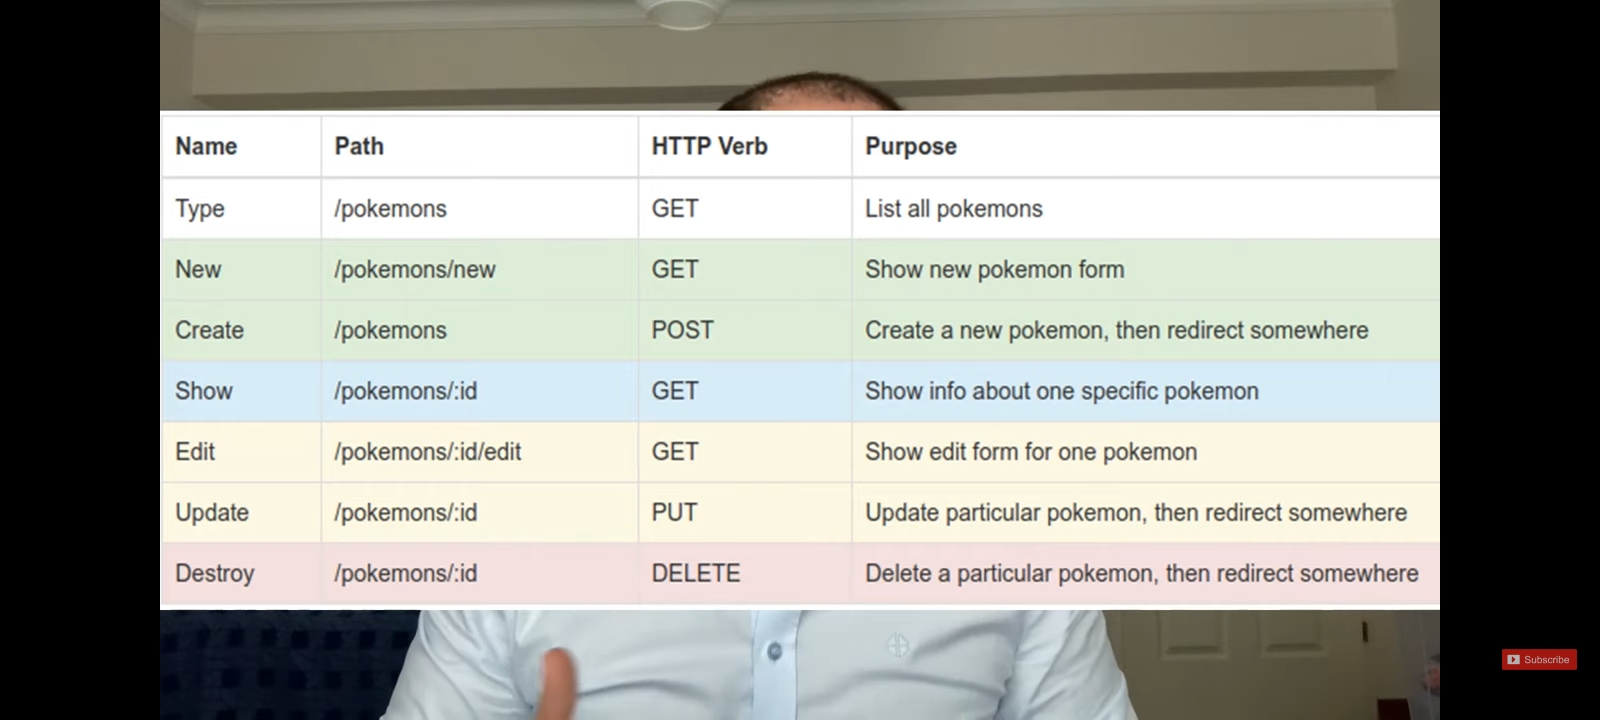 Name Path HTTP Verb Purpose
Type /pokemons GET List all pokemons
New /pokemons/new GET Show new pokemon form
Create /pokemons POST Create a new pokemon, then redirect somewhere
Show /pokemons/:id GET Show info about one specific pokemon
Edit /pokemons/:id/edit GET Show edit form for one pokemon
Update /pokemons/:id PUT Update particular pokemon, then redirect somewhere
Destroy /pokemons/:id DELETE Delete a particular pokemon, then redirect somewhere
Subscribe